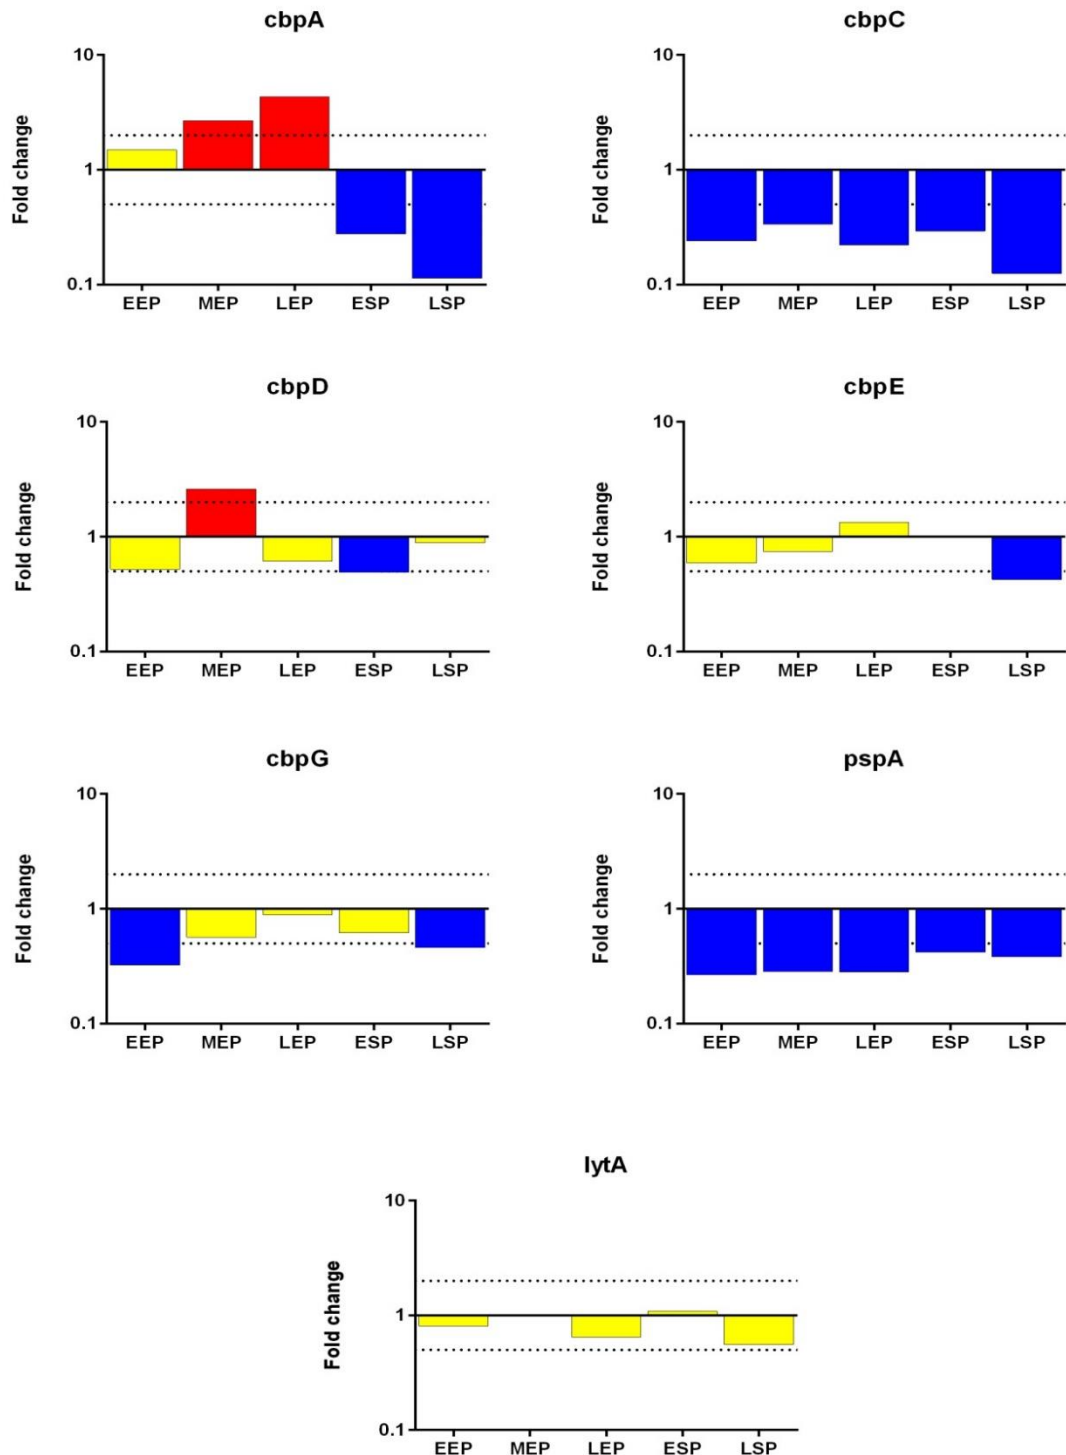 cbpA
10
1
0.1
Fold change
EEP MEP LEP ESP LSP
cbpC
10
1
0.1
Fold change
EEP MEP LEP ESP LSP
cbpD
10
1
0.1
Fold change
EEP MEP LEP ESP LSP
cbpE
10
1
0.1
Fold change
EEP MEP LEP ESP LSP
cbpG
10
1
0.1
Fold change
EEP MEP LEP ESP LSP
pspA
10
1
0.1
Fold change
EEP MEP LEP ESP LSP
lytA
10
1
0.1
Fold change
EEP MEP LEP ESP LSP